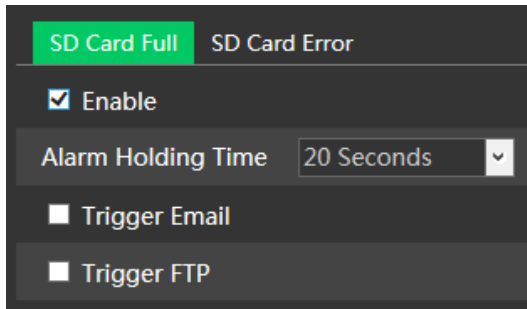 SD Card Full SD Card Error
Enable
Alarm Holding Time 20 Seconds
Trigger Email
Trigger FTP